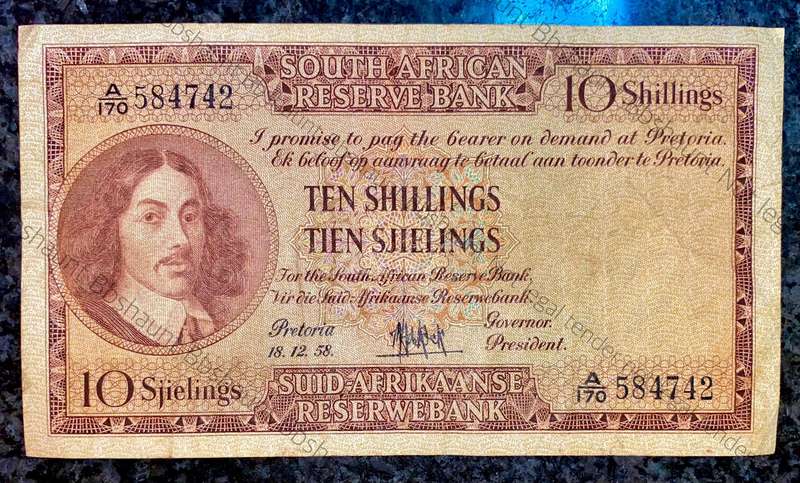 SOUTH AFRICAN
RESERVE BANK
A/170 584742
10 Shillings
I promise to pay the bearer on demand at Pretoria.
Ek beloof op aanvraag te betaal aan toonder te Pretoria.
TEN SHILLINGS
TIEN SJIELINGS
For the South African Reserve Bank.
Vir die Suid-Afrikaanse Reserwebank.
Pretoria
18.12.58.
Governor.
President.
10 Sjielings
SUID-AFRIKAANSE
RESERWEBANK
A/170 584742